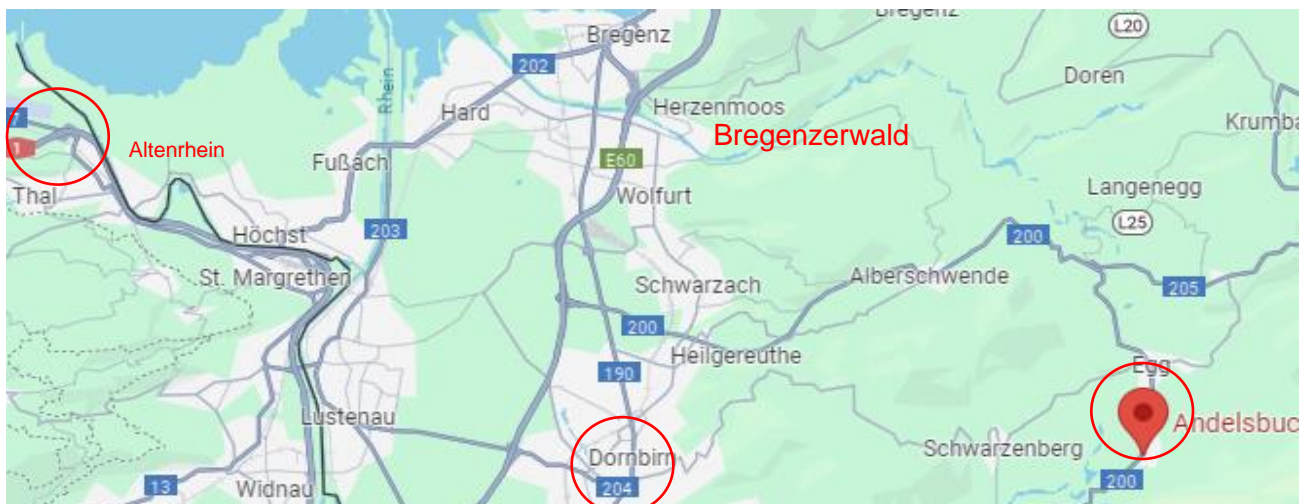 Bregenz
L20
Bregenz
Doren
202
Rhein
Hard
Herzenmoos
Krumba
Bregenzerwald
1
Altenrhein
Fußach
E60
Thal
Wolfurt
Langenegg
L25
Höchst
203
200
St. Margrethen
Schwarzach
Alberschwende
205
200
Heilgereuthe
190
Egg
Lustenau
Andelsbuc
Schwarzenberg
Dornbirn
204
13
Widnau
200